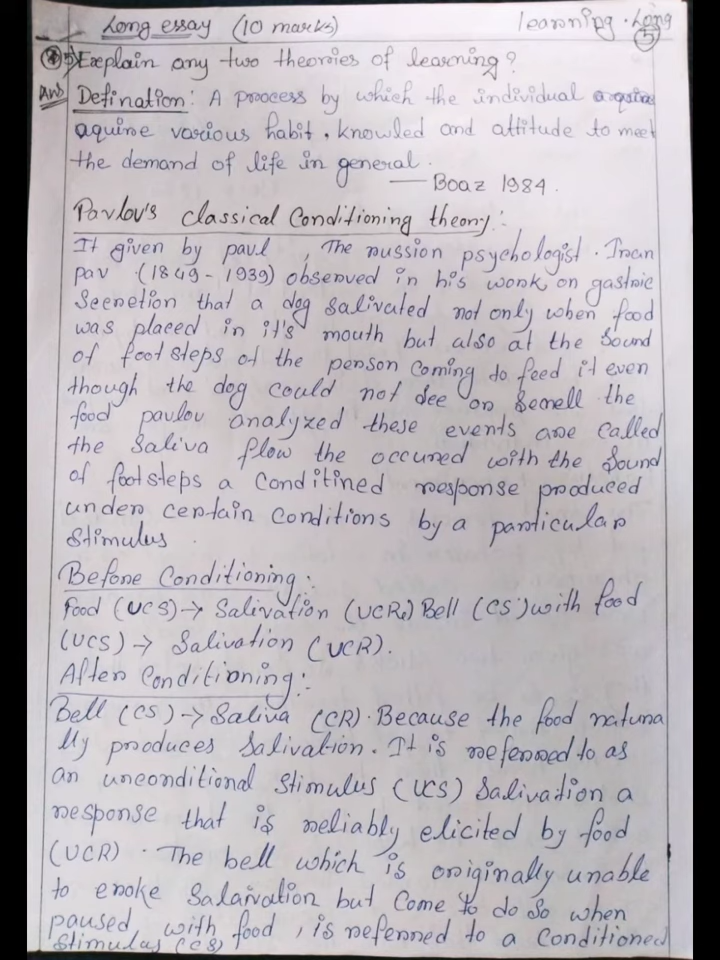 Long essay (10 marks) learning. Long
5
5) Explain any two theories of learning?
Ans Defination: A process by which the individual
aquire various habit, knowled and attitude to meet
the demand of life in general.
— Boaz 1984.
Pavlov's classical Conditioning theory:-
It given by pavl, The russion psychologist. Ivan
pav (1849-1939) observed in his work, on gastric
Secretion that a dog salivated not only when food
was placed in it's mouth but also at the sound
of foot steps of the person coming to feed it even
though the dog could not see or Semell the
food pavlov analyzed these events are called
the Saliva flow the occured with the sound
of footsteps a conditined response produced
under certain conditions by a particular
stimulus.
Before Conditioning:-
Food (UCS) → Salivation (UCR) Bell (CS) with food
(UCS) → Salivation (UCR).
After Conditioning:-
Bell (CS) → Saliva (CR). Because the food natura
lly produces salivation. It is referred to as
an unconditional stimulus (UCS) salivation a
response that is reliably elicited by food
(UCR). The bell which is originally unable
to evoke Salarvation but come to do so when
paused with food, is referred to a conditioned
stimulus (CS)